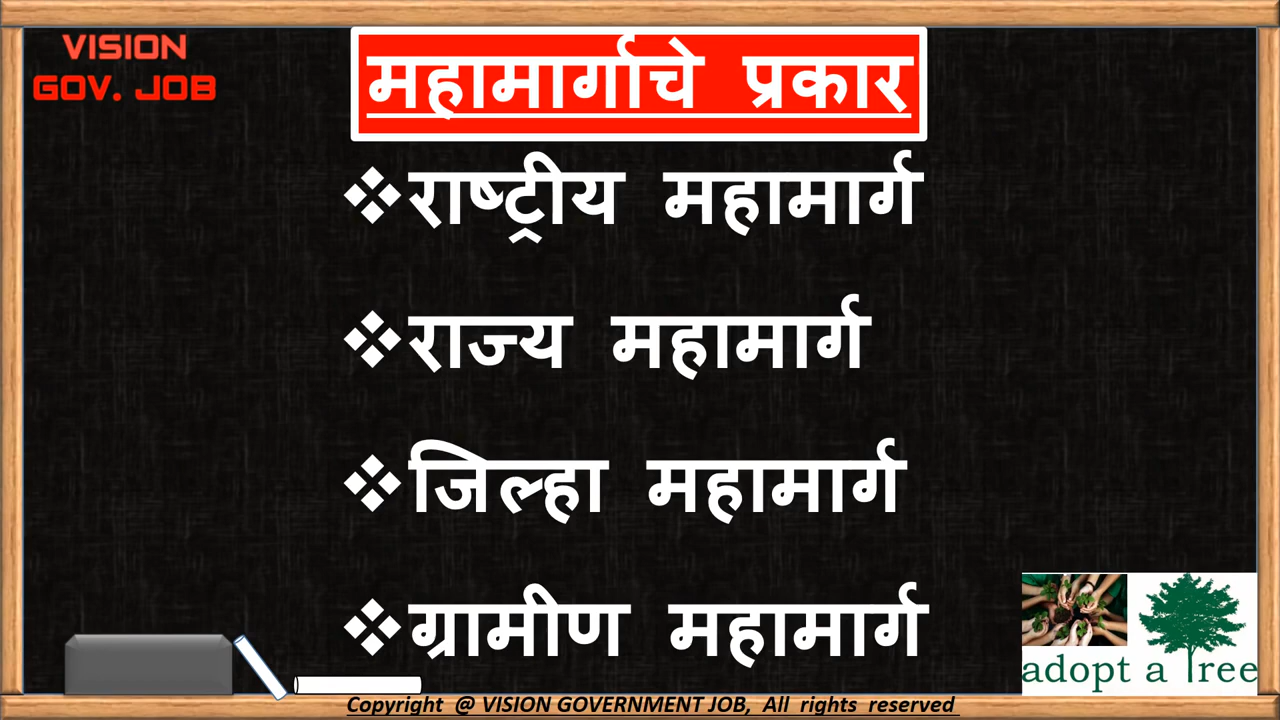 VISION
GOV. JOB
महामार्गाचे प्रकार
❖राष्ट्रीय महामार्ग
❖राज्य महामार्ग
❖जिल्हा महामार्ग
❖ग्रामीण महामार्ग
adopt a Tree
Copyright @ VISION GOVERNMENT JOB, All rights reserved